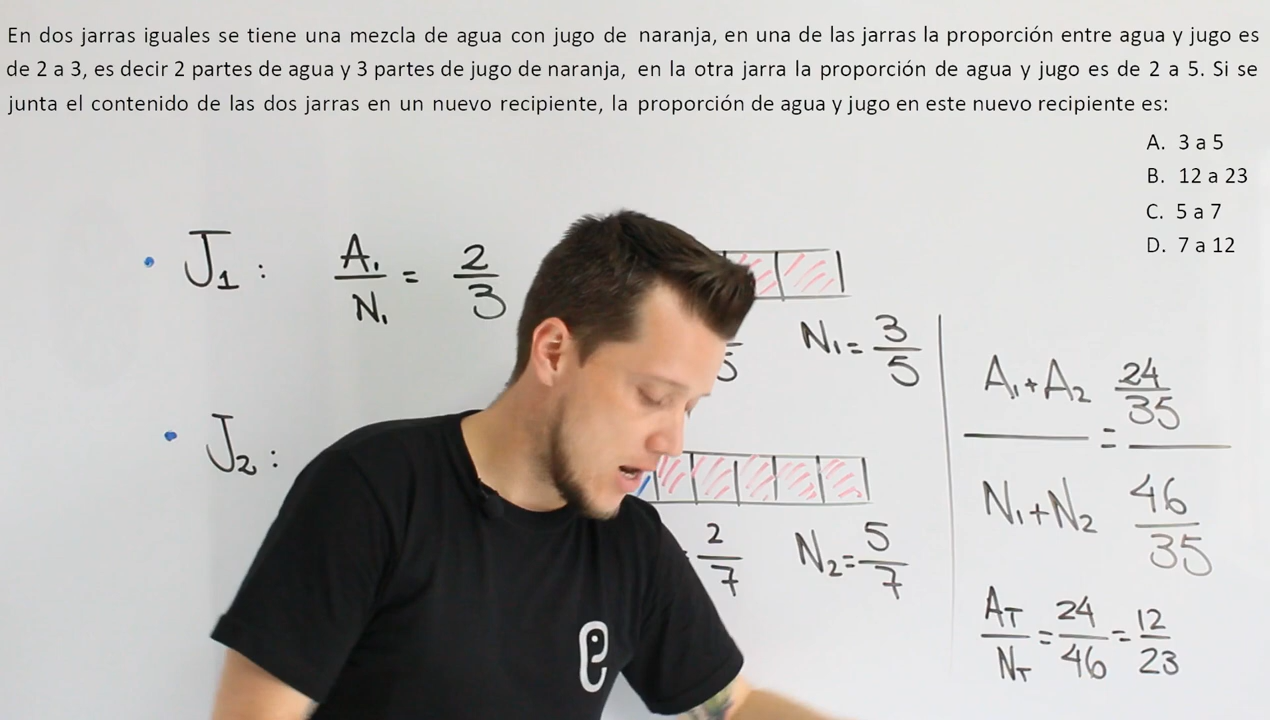 En dos jarras iguales se tiene una mezcla de agua con jugo de naranja, en una de las jarras la proporción entre agua y jugo es
de 2 a 3, es decir 2 partes de agua y 3 partes de jugo de naranja, en la otra jarra la proporción de agua y jugo es de 2 a 5. Si se
junta el contenido de las dos jarras en un nuevo recipiente, la proporción de agua y jugo en este nuevo recipiente es:
A. 3 a 5
B. 12 a 23
C. 5 a 7
D. 7 a 12
• J₁: A₁/N₁ = 2/3
N₁ = 3/5
5
• J₂:
2/7 N₂ = 5/7
A₁+A₂ / N₁+N₂ = 24/35 / 46/35
A_T/N_T = 24/46 = 12/23
e